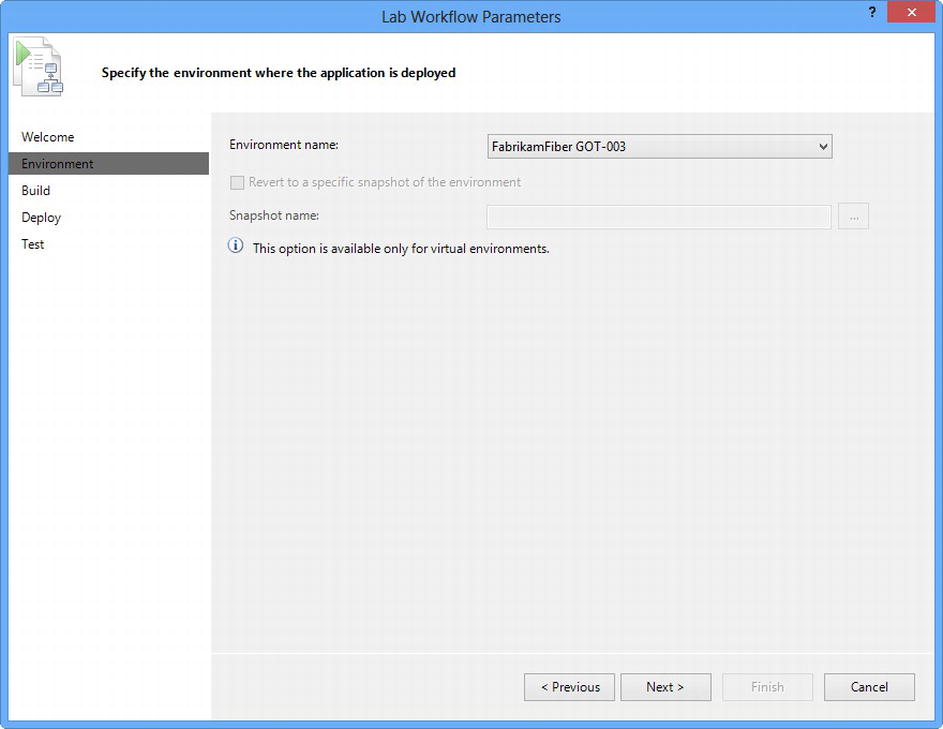 Lab Workflow Parameters
?
Specify the environment where the application is deployed
Welcome
Environment
Build
Deploy
Test
Environment name:
FabrikamFiber GOT-003
Revert to a specific snapshot of the environment
Snapshot name:
...
This option is available only for virtual environments.
< Previous
Next >
Finish
Cancel